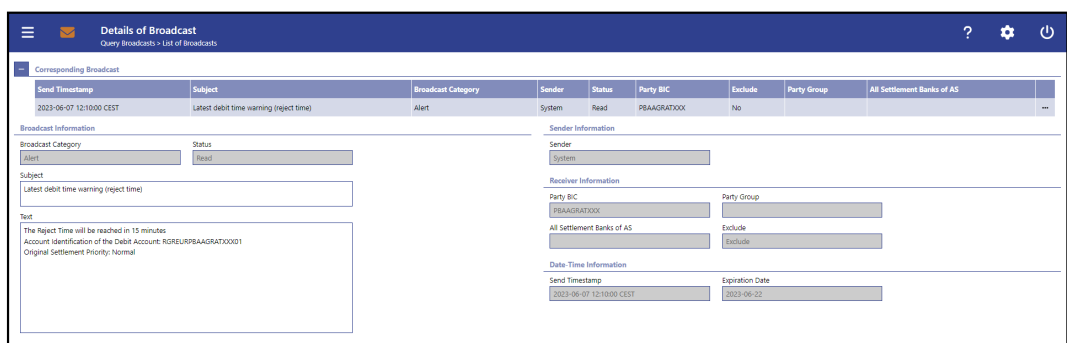 Details of Broadcast
Query Broadcasts > List of Broadcasts
?
Corresponding Broadcast
Send Timestamp Subject Broadcast Category Sender Status Party BIC Exclude Party Group All Settlement Banks of AS
2023-06-07 12:10:00 CEST Latest debit time warning (reject time) Alert System Read PBAAGRATXXX No ...
Broadcast Information
Broadcast Category Status
Alert Read
Subject
Latest debit time warning (reject time)
Text
The Reject Time will be reached in 15 minutes
Account Identification of the Debit Account: RGREURPBAAGRATXXX01
Original Settlement Priority: Normal
Sender Information
Sender
System
Receiver Information
Party BIC Party Group
PBAAGRATXXX
All Settlement Banks of AS Exclude
Exclude
Date-Time Information
Send Timestamp Expiration Date
2023-06-07 12:10:00 CEST 2023-06-22